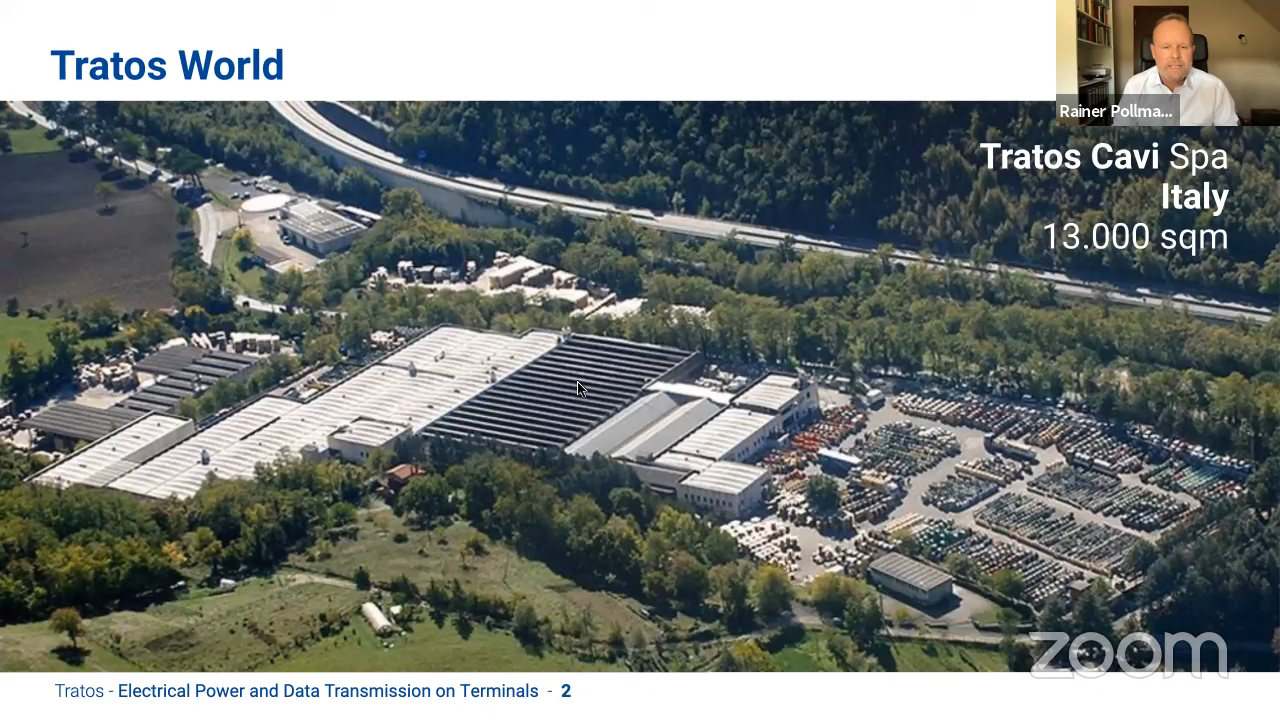 Tratos World
Rainer Pollma...
Tratos Cavi Spa
Italy
13.000 sqm
zoom
Tratos - Electrical Power and Data Transmission on Terminals - 2